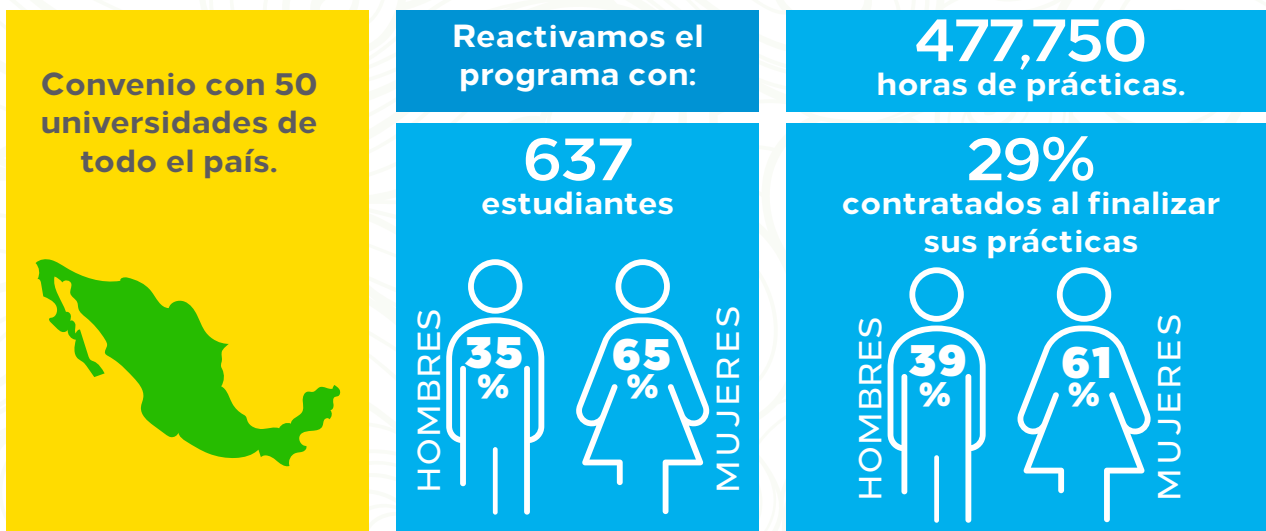 Convenio con 50
universidades de
todo el país.
Reactivamos el
programa con:
637
estudiantes
HOMBRES
35
%
65
%
MUJERES
477,750
horas de prácticas.
29%
contratados al finalizar
sus prácticas
HOMBRES
39
%
61
%
MUJERES